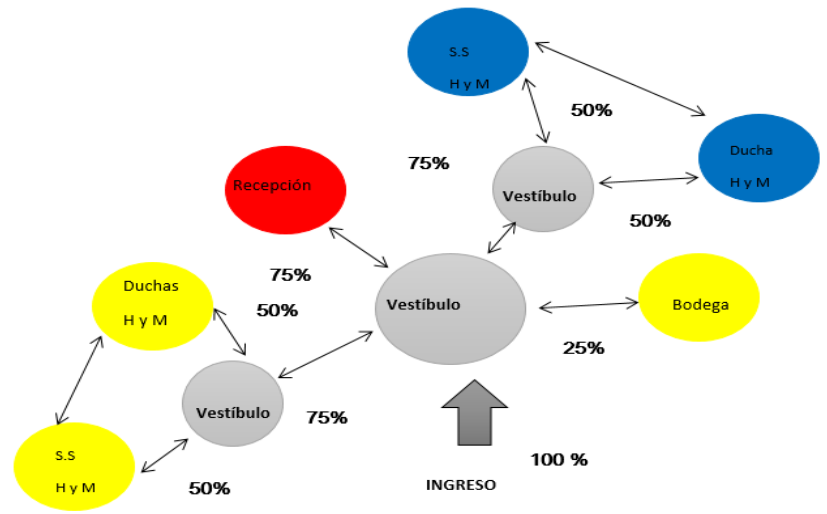 S.S
H y M
50%
Ducha
H y M
75%
Recepción
Vestíbulo
50%
75%
Duchas
H y M
50%
Vestíbulo
Bodega
25%
Vestíbulo
75%
S.S
H y M
50%
100 %
INGRESO